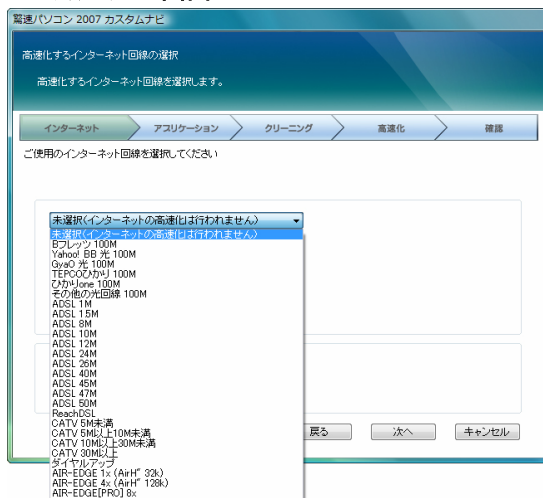 驚速パソコン 2007 カスタムナビ
高速化するインターネット回線の選択
高速化するインターネット回線を選択します。
インターネット アプリケーション クリーニング 高速化 確認
ご使用のインターネット回線を選択してください
未選択(インターネットの高速化は行われません)
未選択(インターネットの高速化は行われません)
Bフレッツ 100M
Yahoo! BB 光 100M
GyaO 光 100M
TEPCOひかり 100M
ひかりone 100M
その他の光回線 100M
ADSL 1M
ADSL 1.5M
ADSL 8M
ADSL 10M
ADSL 12M
ADSL 24M
ADSL 26M
ADSL 40M
ADSL 45M
ADSL 47M
ADSL 50M
ReachDSL
CATV 5M未満
CATV 5M以上10M未満
CATV 10M以上30M未満
CATV 30M以上
ダイヤルアップ
AIR-EDGE 1x (AirH" 32k)
AIR-EDGE 4x (AirH" 128k)
AIR-EDGE[PRO] 8x
戻る 次へ キャンセル